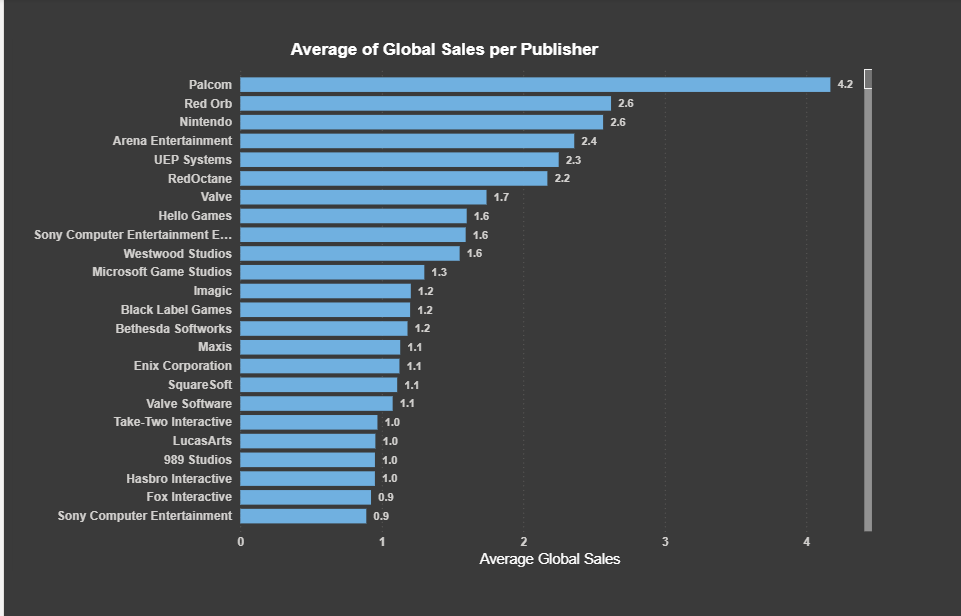 Average of Global Sales per Publisher
Palcom 4.2
Red Orb 2.6
Nintendo 2.6
Arena Entertainment 2.4
UEP Systems 2.3
RedOctane 2.2
Valve 1.7
Hello Games 1.6
Sony Computer Entertainment E... 1.6
Westwood Studios 1.6
Microsoft Game Studios 1.3
Imagic 1.2
Black Label Games 1.2
Bethesda Softworks 1.2
Maxis 1.1
Enix Corporation 1.1
SquareSoft 1.1
Valve Software 1.1
Take-Two Interactive 1.0
LucasArts 1.0
989 Studios 1.0
Hasbro Interactive 1.0
Fox Interactive 0.9
Sony Computer Entertainment 0.9
0 1 2 3 4
Average Global Sales